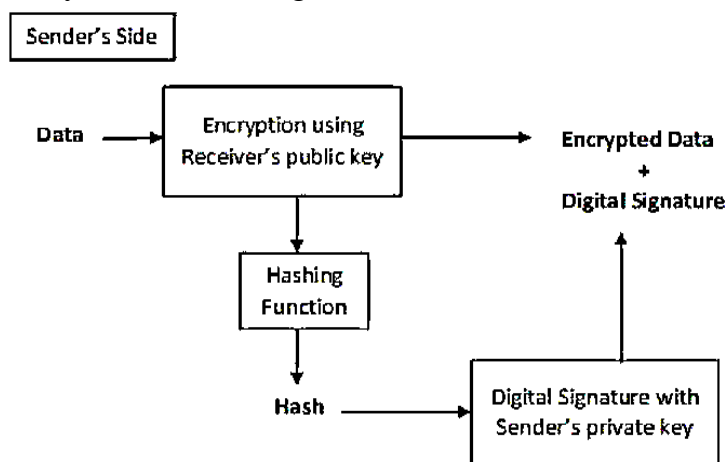 Sender's Side
Data
Encryption using
Receiver's public key
Encrypted Data
+
Digital Signature
Hashing
Function
Hash
Digital Signature with
Sender's private key